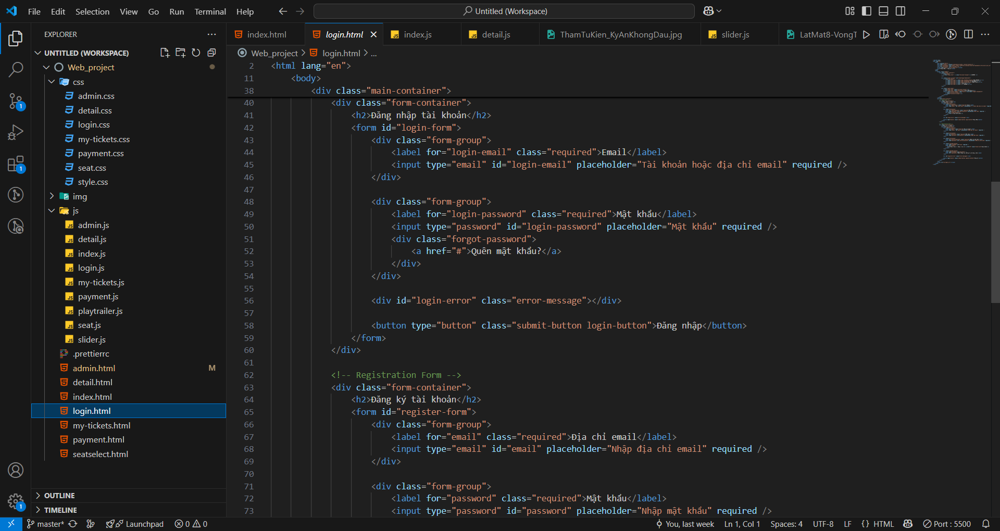 File Edit Selection View Go Run Terminal Help
Untitled (Workspace)
EXPLORER
UNTITLED (WORKSPACE)
Web_project
css
admin.css
detail.css
login.css
my-tickets.css
payment.css
seat.css
style.css
img
js
admin.js
detail.js
index.js
login.js
my-tickets.js
payment.js
playtrailer.js
seat.js
slider.js
.prettierrc
admin.html M
detail.html
index.html
login.html
my-tickets.html
payment.html
seatselect.html
OUTLINE
TIMELINE
index.html login.html index.js detail.js ThamTuKien_KyAnKhongDau.jpg slider.js LatMat8-VongT
Web_project > login.html > ...
2 <html lang="en">
11 <body>
38 <div class="main-container">
40 <div class="form-container">
41 <h2>Đăng nhập tài khoản</h2>
42 <form id="login-form">
43 <div class="form-group">
44 <label for="login-email" class="required">Email</label>
45 <input type="email" id="login-email" placeholder="Tài khoản hoặc địa chỉ email" required />
46 </div>
47
48 <div class="form-group">
49 <label for="login-password" class="required">Mật khẩu</label>
50 <input type="password" id="login-password" placeholder="Mật khẩu" required />
51 <div class="forgot-password">
52 <a href="#">Quên mật khẩu?</a>
53 </div>
54 </div>
55
56 <div id="login-error" class="error-message"></div>
57
58 <button type="button" class="submit-button login-button">Đăng nhập</button>
59 </form>
60 </div>
61
62 <!-- Registration Form -->
63 <div class="form-container">
64 <h2>Đăng ký tài khoản</h2>
65 <form id="register-form">
66 <div class="form-group">
67 <label for="email" class="required">Địa chỉ email</label>
68 <input type="email" id="email" placeholder="Nhập địa chỉ email" required />
69 </div>
70
71 <div class="form-group">
72 <label for="password" class="required">Mật khẩu</label>
73 <input type="password" id="password" placeholder="Nhập mật khẩu" required />
1
1
1
master* Launchpad 0 0 You, last week Ln 1, Col 1 Spaces: 4 UTF-8 LF {} HTML Port : 5500